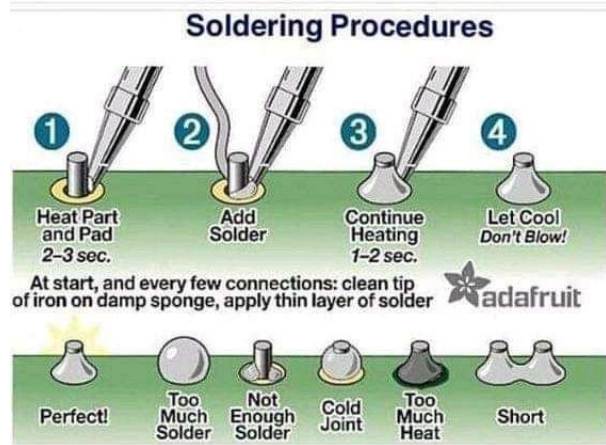 Soldering Procedures
1
2
3
4
Heat Part
and Pad
2–3 sec.
Add
Solder
Continue
Heating
1–2 sec.
Let Cool
Don't Blow!
At start, and every few connections: clean tip
of iron on damp sponge, apply thin layer of solder
adafruit
Perfect!
Too
Much
Solder
Not
Enough
Solder
Cold
Joint
Too
Much
Heat
Short